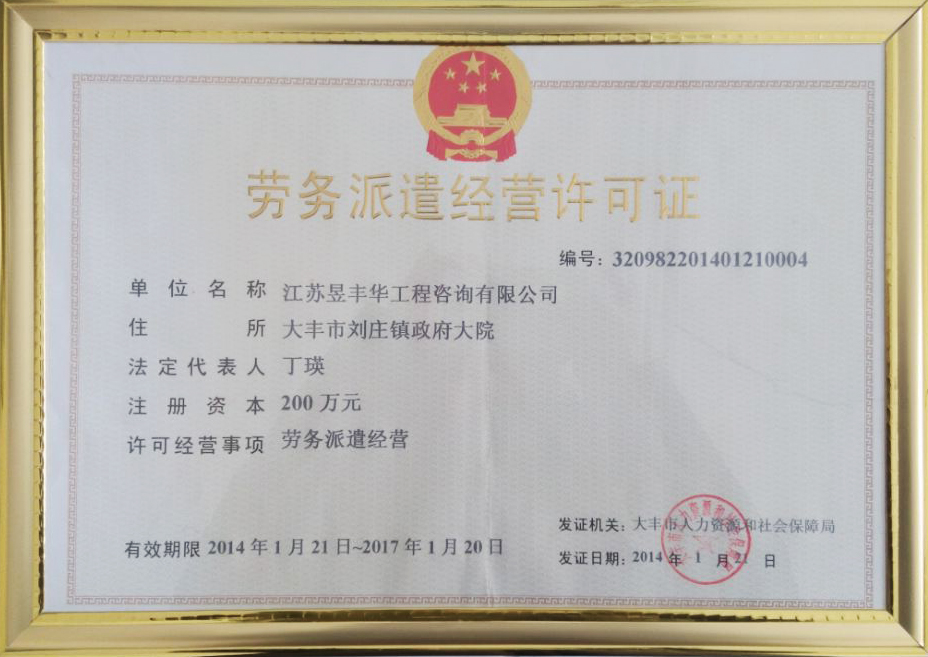 劳务派遣经营许可证
编号：320982201401210004
单位名称 江苏昱丰华工程咨询有限公司
住所 大丰市刘庄镇政府大院
法定代表人 丁瑛
注册资本 200万元
许可经营事项 劳务派遣经营
发证机关：大丰市人力资源和社会保障局
有效期限 2014年1月21日~2017年1月20日
发证日期：2014年1月21日